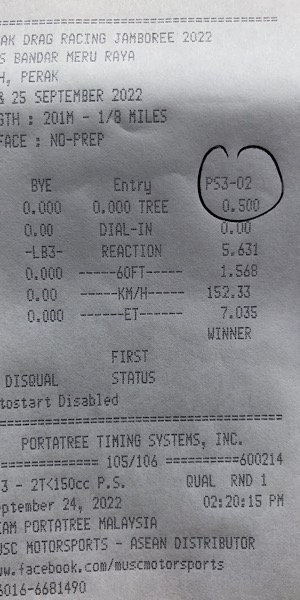 ==============================
AK DRAG RACING JAMBOREE 2022
S BANDAR MERU RAYA
H, PERAK
& 25 SEPTEMBER 2022
GTH : 201M - 1/8 MILES
FACE : NO-PREP
==============================
BYE Entry PS3-02
0.000 0.000 TREE 0.500
0.00 DIAL-IN 0.00
-LB3- REACTION 5.631
0.000 ------60FT----- 1.568
0.00 ------KM/H----- 152.33
0.000 ------ET------ 7.035
WINNER
FIRST
DISQUAL STATUS
tostart Disabled
==============================
PORTATREE TIMING SYSTEMS, INC.
=========== 105/106 ==========600214
3 - 2T<150cc P.S. QUAL RND 1
ptember 24, 2022 02:20:15 PM
EAM PORTATREE MALAYSIA
USC MOTORSPORTS - ASEAN DISTRIBUTOR
w.facebook.com/muscmotorsports
6016-6681490